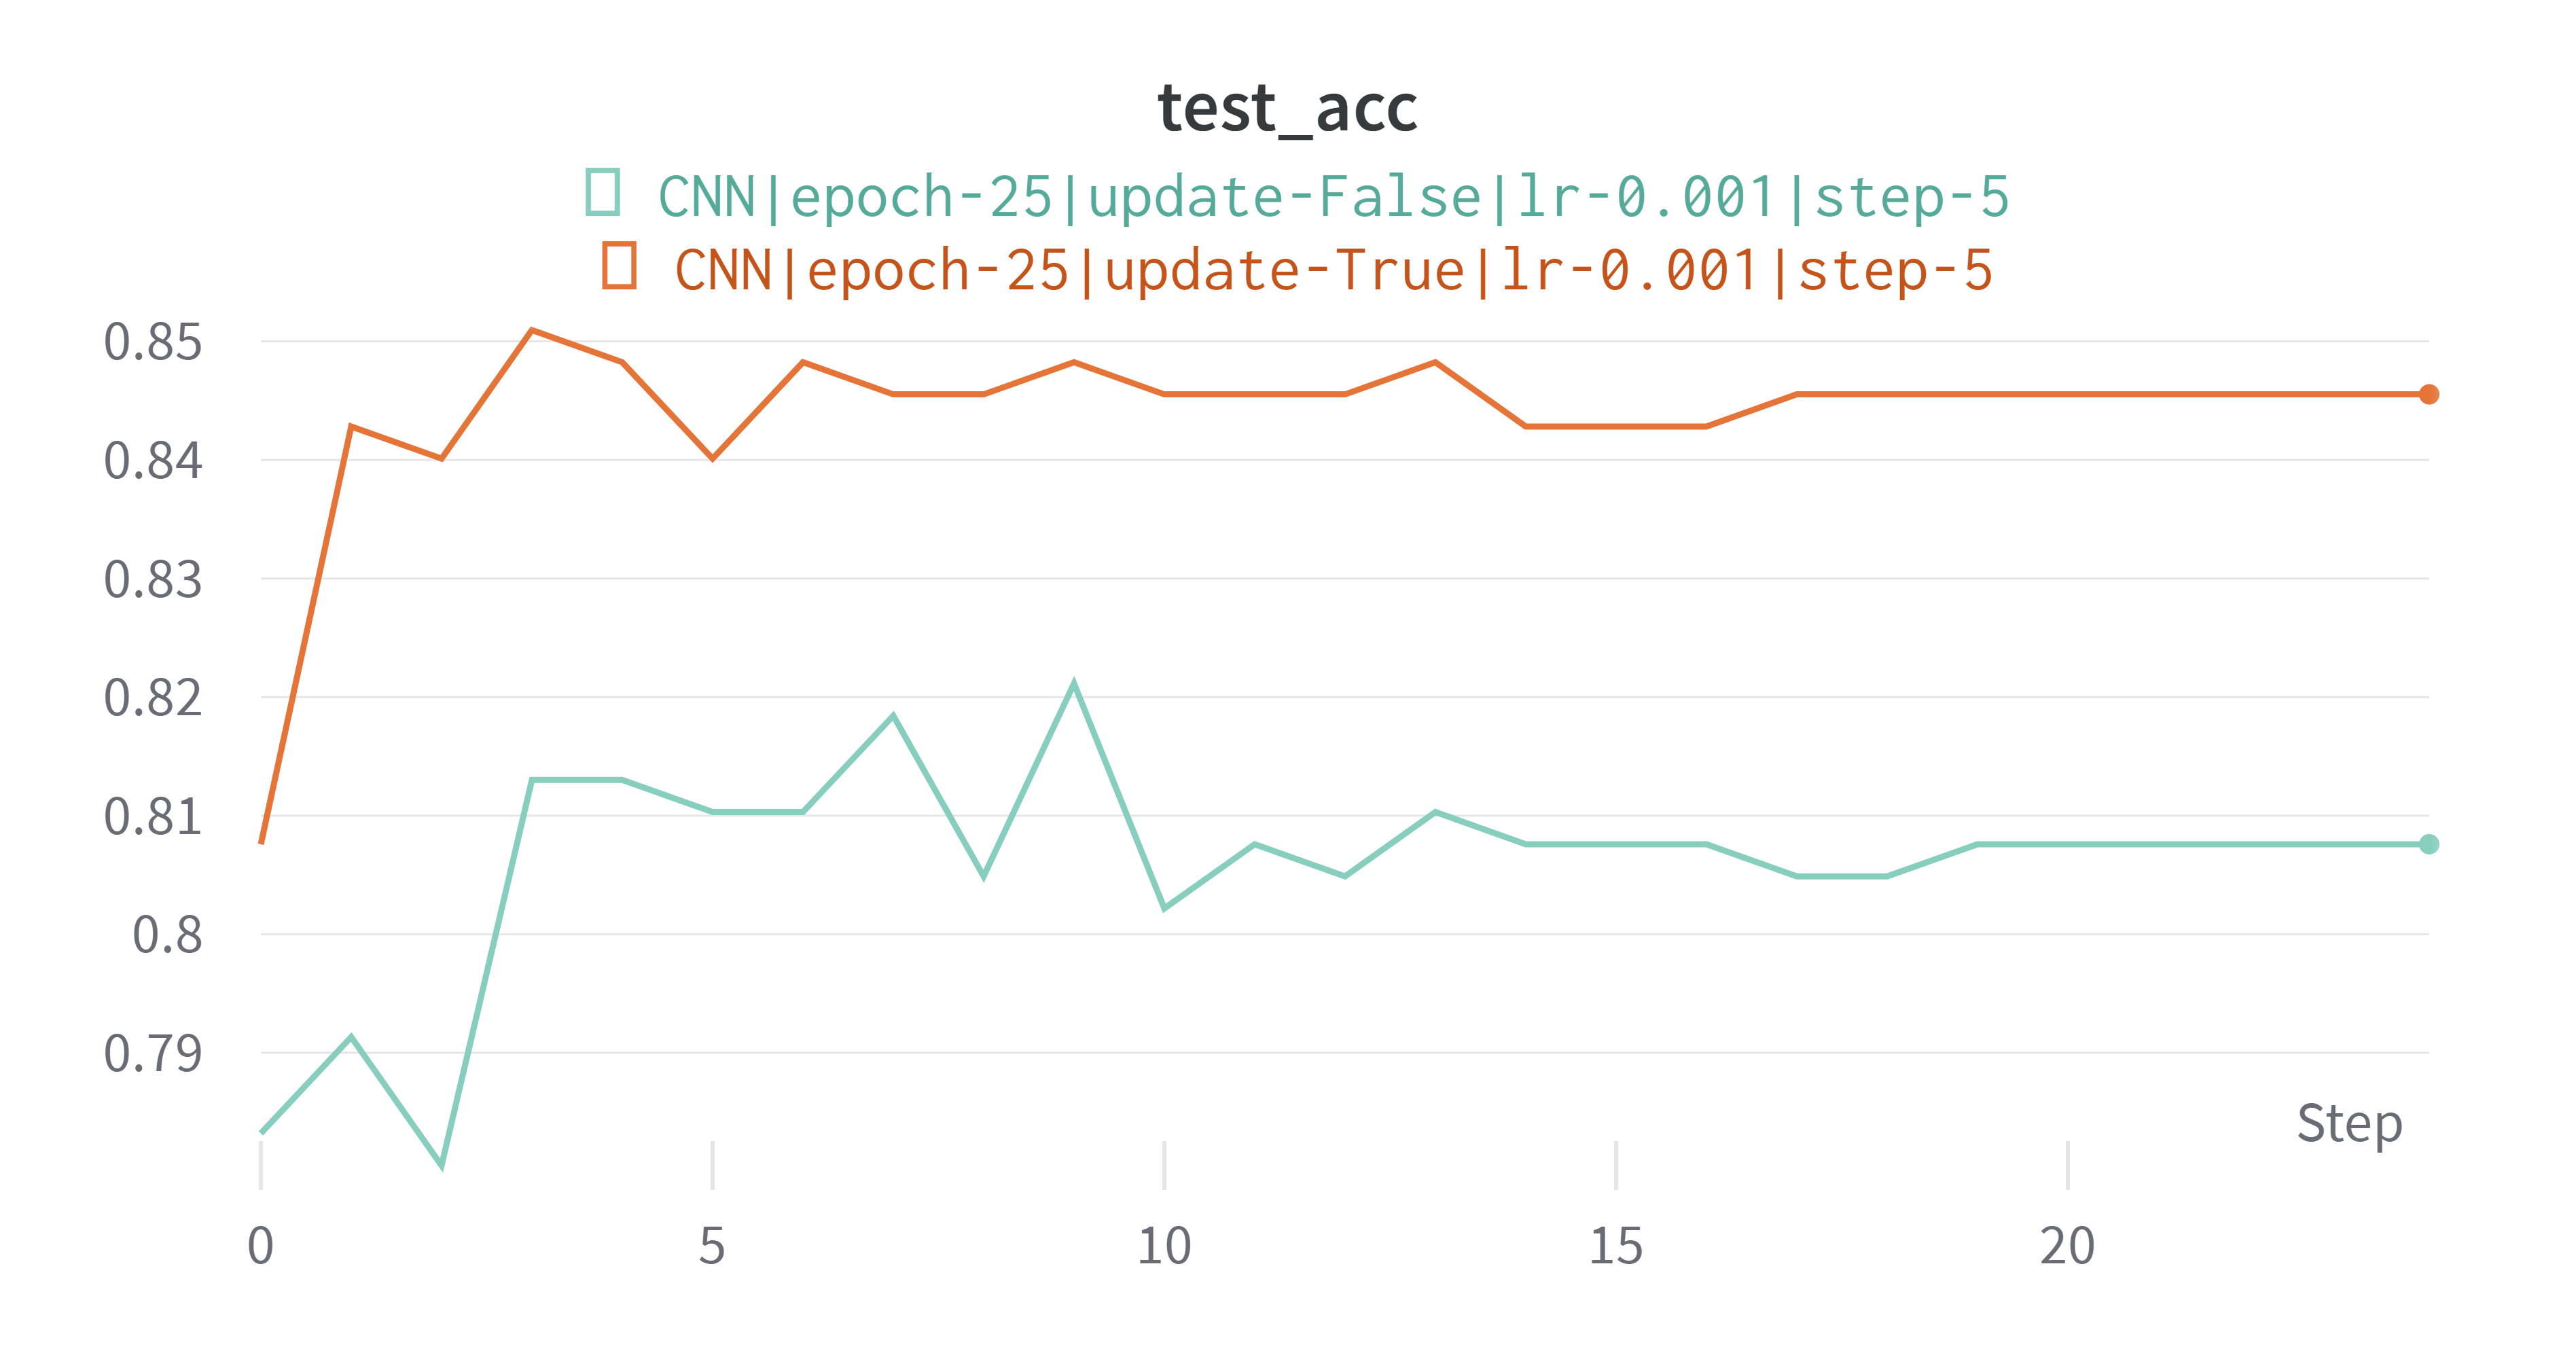 test_acc
CNN|epoch-25|update-False|lr-0.001|step-5
CNN|epoch-25|update-True|lr-0.001|step-5
0.85
0.84
0.83
0.82
0.81
0.8
0.79
Step
0 5 10 15 20